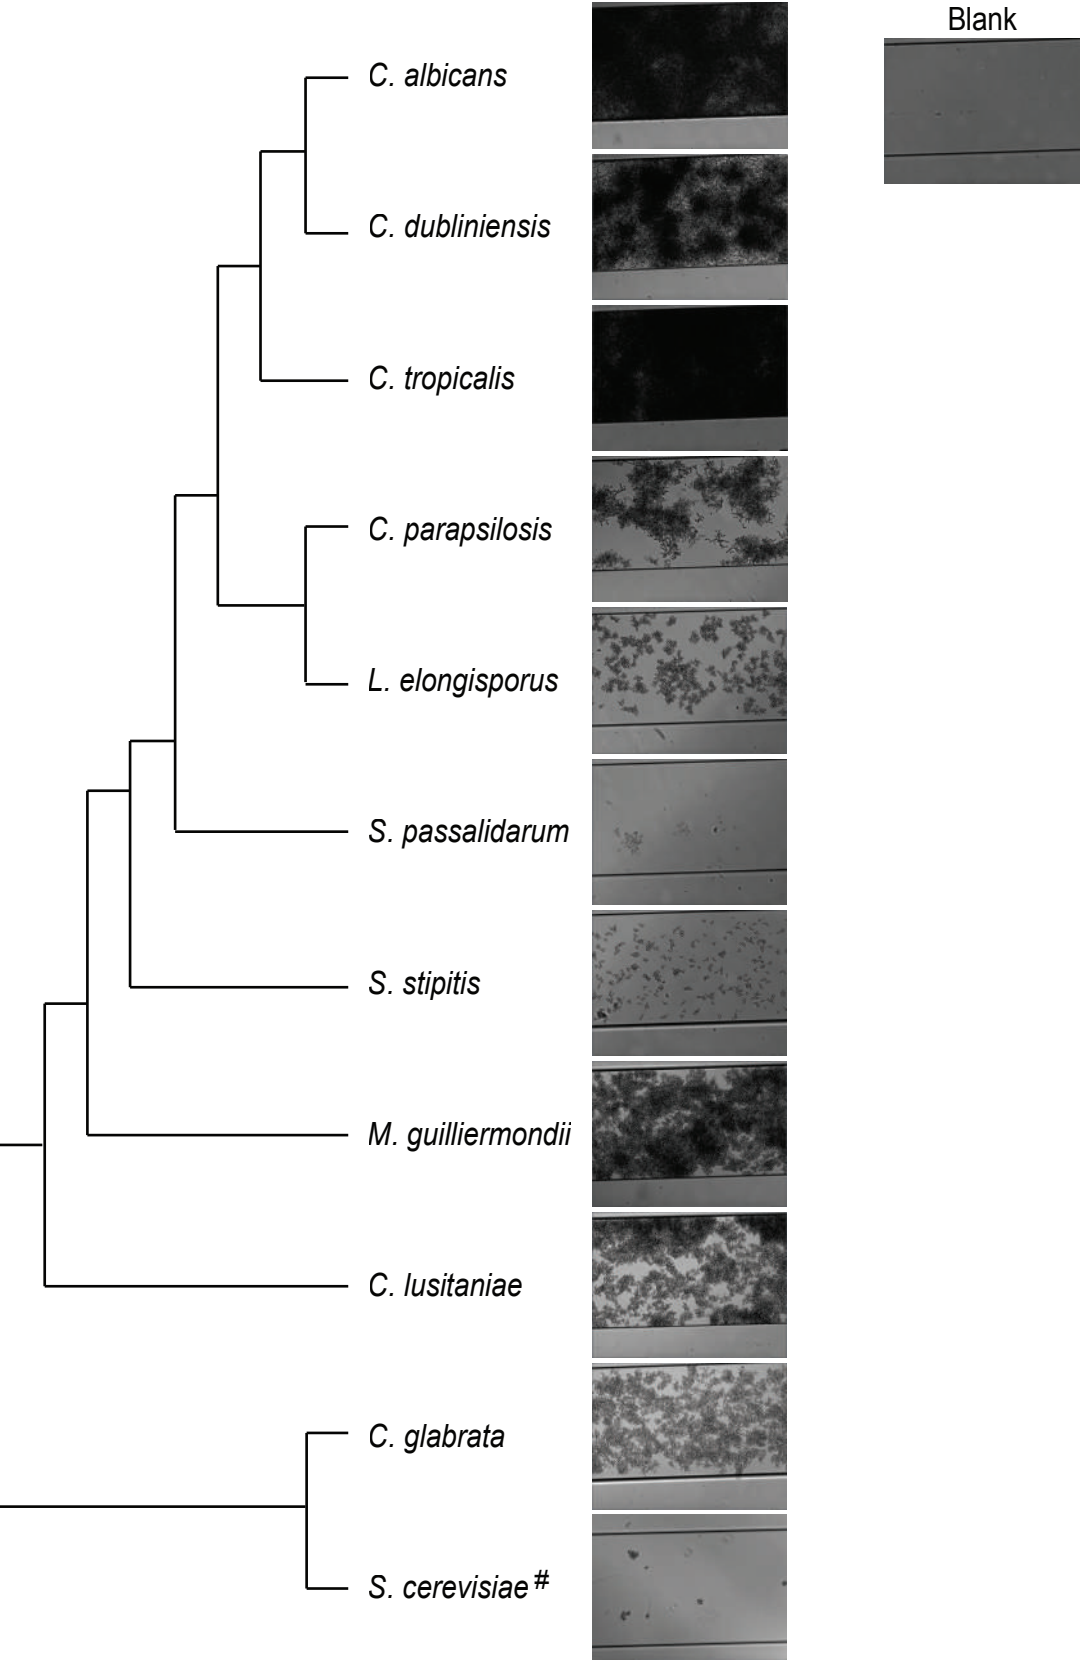 Blank
C. albicans
C. dubliniensis
C. tropicalis
C. parapsilosis
L. elongisporus
S. passalidarum
S. stipitis
M. guilliermondii
C. lusitaniae
C. glabrata
S. cerevisiae #